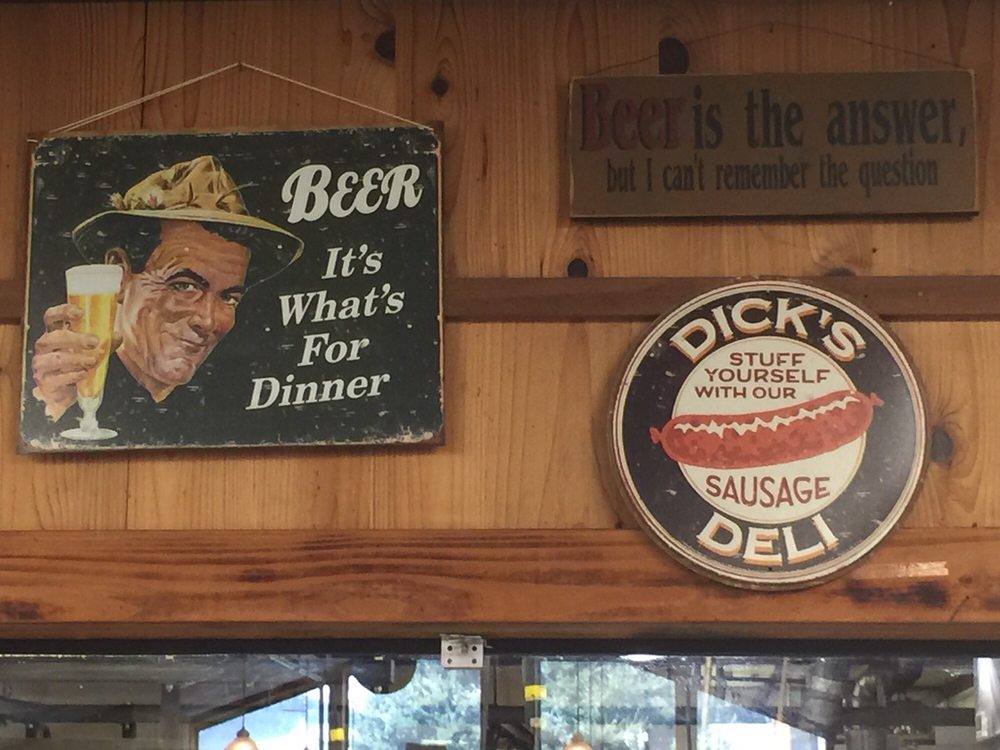 BEER
It's
What's
For
Dinner
Beer is the answer,
but I can't remember the question
DICK'S
STUFF
YOURSELF
WITH OUR
SAUSAGE
DELI